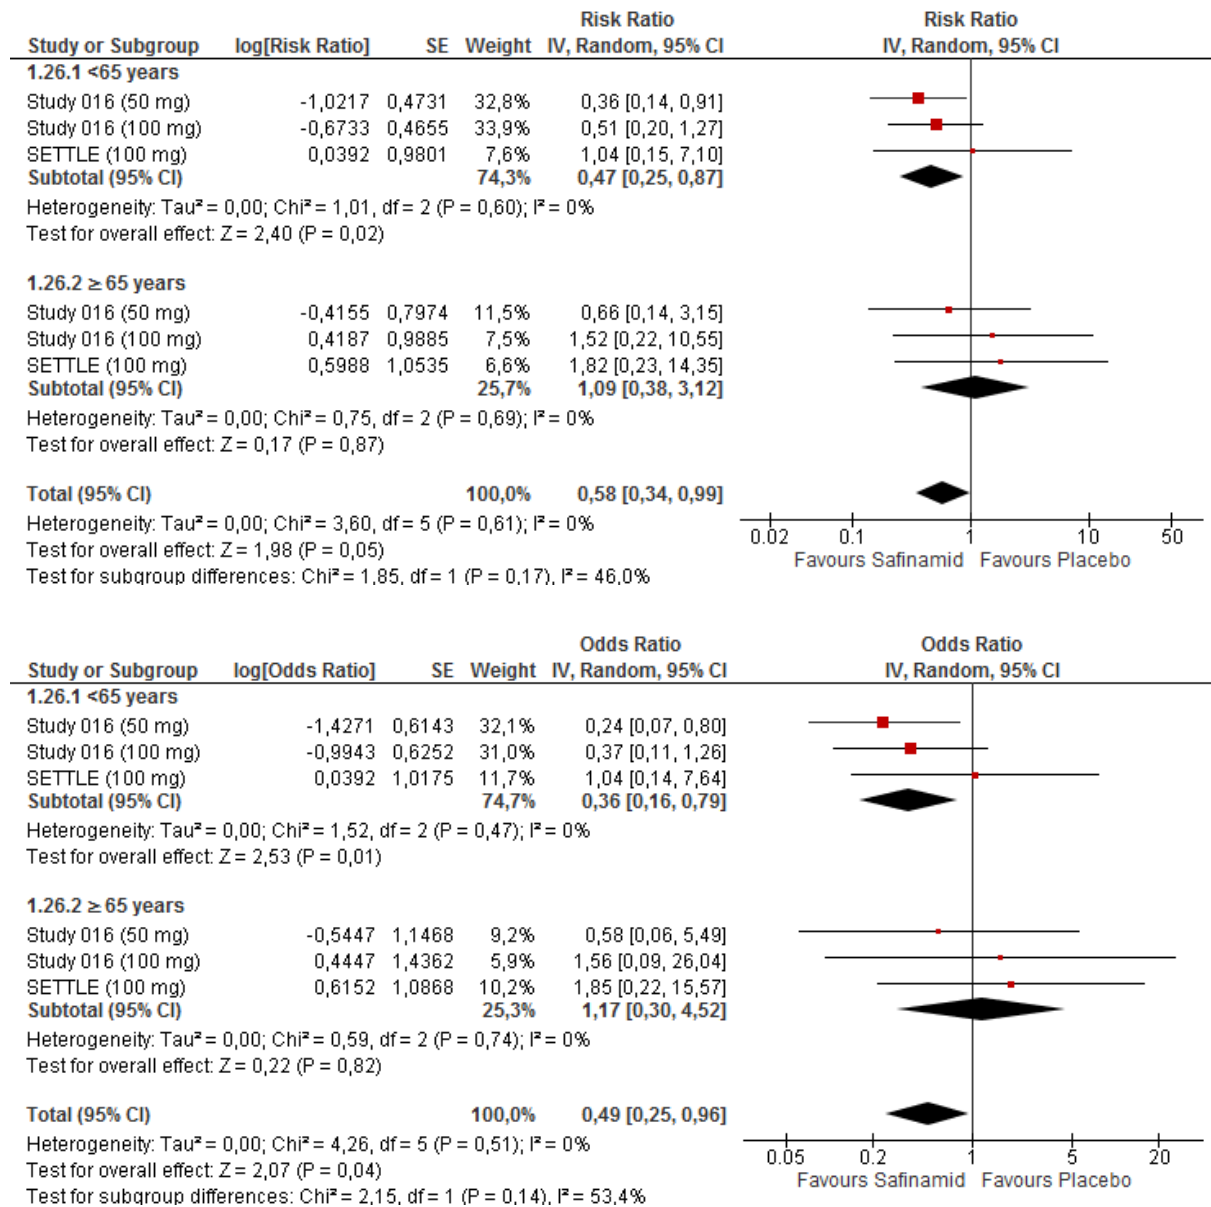 Risk Ratio Risk Ratio
Study or Subgroup log[Risk Ratio] SE Weight IV, Random, 95% CI IV, Random, 95% CI
1.26.1 <65 years
Study 016 (50 mg) -1,0217 0,4731 32,8% 0,36 [0,14, 0,91]
Study 016 (100 mg) -0,6733 0,4655 33,9% 0,51 [0,20, 1,27]
SETTLE (100 mg) 0,0392 0,9801 7,6% 1,04 [0,15, 7,10]
Subtotal (95% CI) 74,3% 0,47 [0,25, 0,87]
Heterogeneity: Tau² = 0,00; Chi² = 1,01, df = 2 (P = 0,60); I² = 0%
Test for overall effect: Z = 2,40 (P = 0,02)
1.26.2 ≥ 65 years
Study 016 (50 mg) -0,4155 0,7974 11,5% 0,66 [0,14, 3,15]
Study 016 (100 mg) 0,4187 0,9885 7,5% 1,52 [0,22, 10,55]
SETTLE (100 mg) 0,5988 1,0535 6,6% 1,82 [0,23, 14,35]
Subtotal (95% CI) 25,7% 1,09 [0,38, 3,12]
Heterogeneity: Tau² = 0,00; Chi² = 0,75, df = 2 (P = 0,69); I² = 0%
Test for overall effect: Z = 0,17 (P = 0,87)
Total (95% CI) 100,0% 0,58 [0,34, 0,99]
Heterogeneity: Tau² = 0,00; Chi² = 3,60, df = 5 (P = 0,61); I² = 0%
Test for overall effect: Z = 1,98 (P = 0,05)
Test for subgroup differences: Chi² = 1,85, df = 1 (P = 0,17), I² = 46,0%
0.02 0.1 1 10 50
Favours Safinamid Favours Placebo
Odds Ratio Odds Ratio
Study or Subgroup log[Odds Ratio] SE Weight IV, Random, 95% CI IV, Random, 95% CI
1.26.1 <65 years
Study 016 (50 mg) -1,4271 0,6143 32,1% 0,24 [0,07, 0,80]
Study 016 (100 mg) -0,9943 0,6252 31,0% 0,37 [0,11, 1,26]
SETTLE (100 mg) 0,0392 1,0175 11,7% 1,04 [0,14, 7,64]
Subtotal (95% CI) 74,7% 0,36 [0,16, 0,79]
Heterogeneity: Tau² = 0,00; Chi² = 1,52, df = 2 (P = 0,47); I² = 0%
Test for overall effect: Z = 2,53 (P = 0,01)
1.26.2 ≥ 65 years
Study 016 (50 mg) -0,5447 1,1468 9,2% 0,58 [0,06, 5,49]
Study 016 (100 mg) 0,4447 1,4362 5,9% 1,56 [0,09, 26,04]
SETTLE (100 mg) 0,6152 1,0868 10,2% 1,85 [0,22, 15,57]
Subtotal (95% CI) 25,3% 1,17 [0,30, 4,52]
Heterogeneity: Tau² = 0,00; Chi² = 0,59, df = 2 (P = 0,74); I² = 0%
Test for overall effect: Z = 0,22 (P = 0,82)
Total (95% CI) 100,0% 0,49 [0,25, 0,96]
Heterogeneity: Tau² = 0,00; Chi² = 4,26, df = 5 (P = 0,51); I² = 0%
Test for overall effect: Z = 2,07 (P = 0,04)
Test for subgroup differences: Chi² = 2,15, df = 1 (P = 0,14), I² = 53,4%
0.05 0.2 1 5 20
Favours Safinamid Favours Placebo